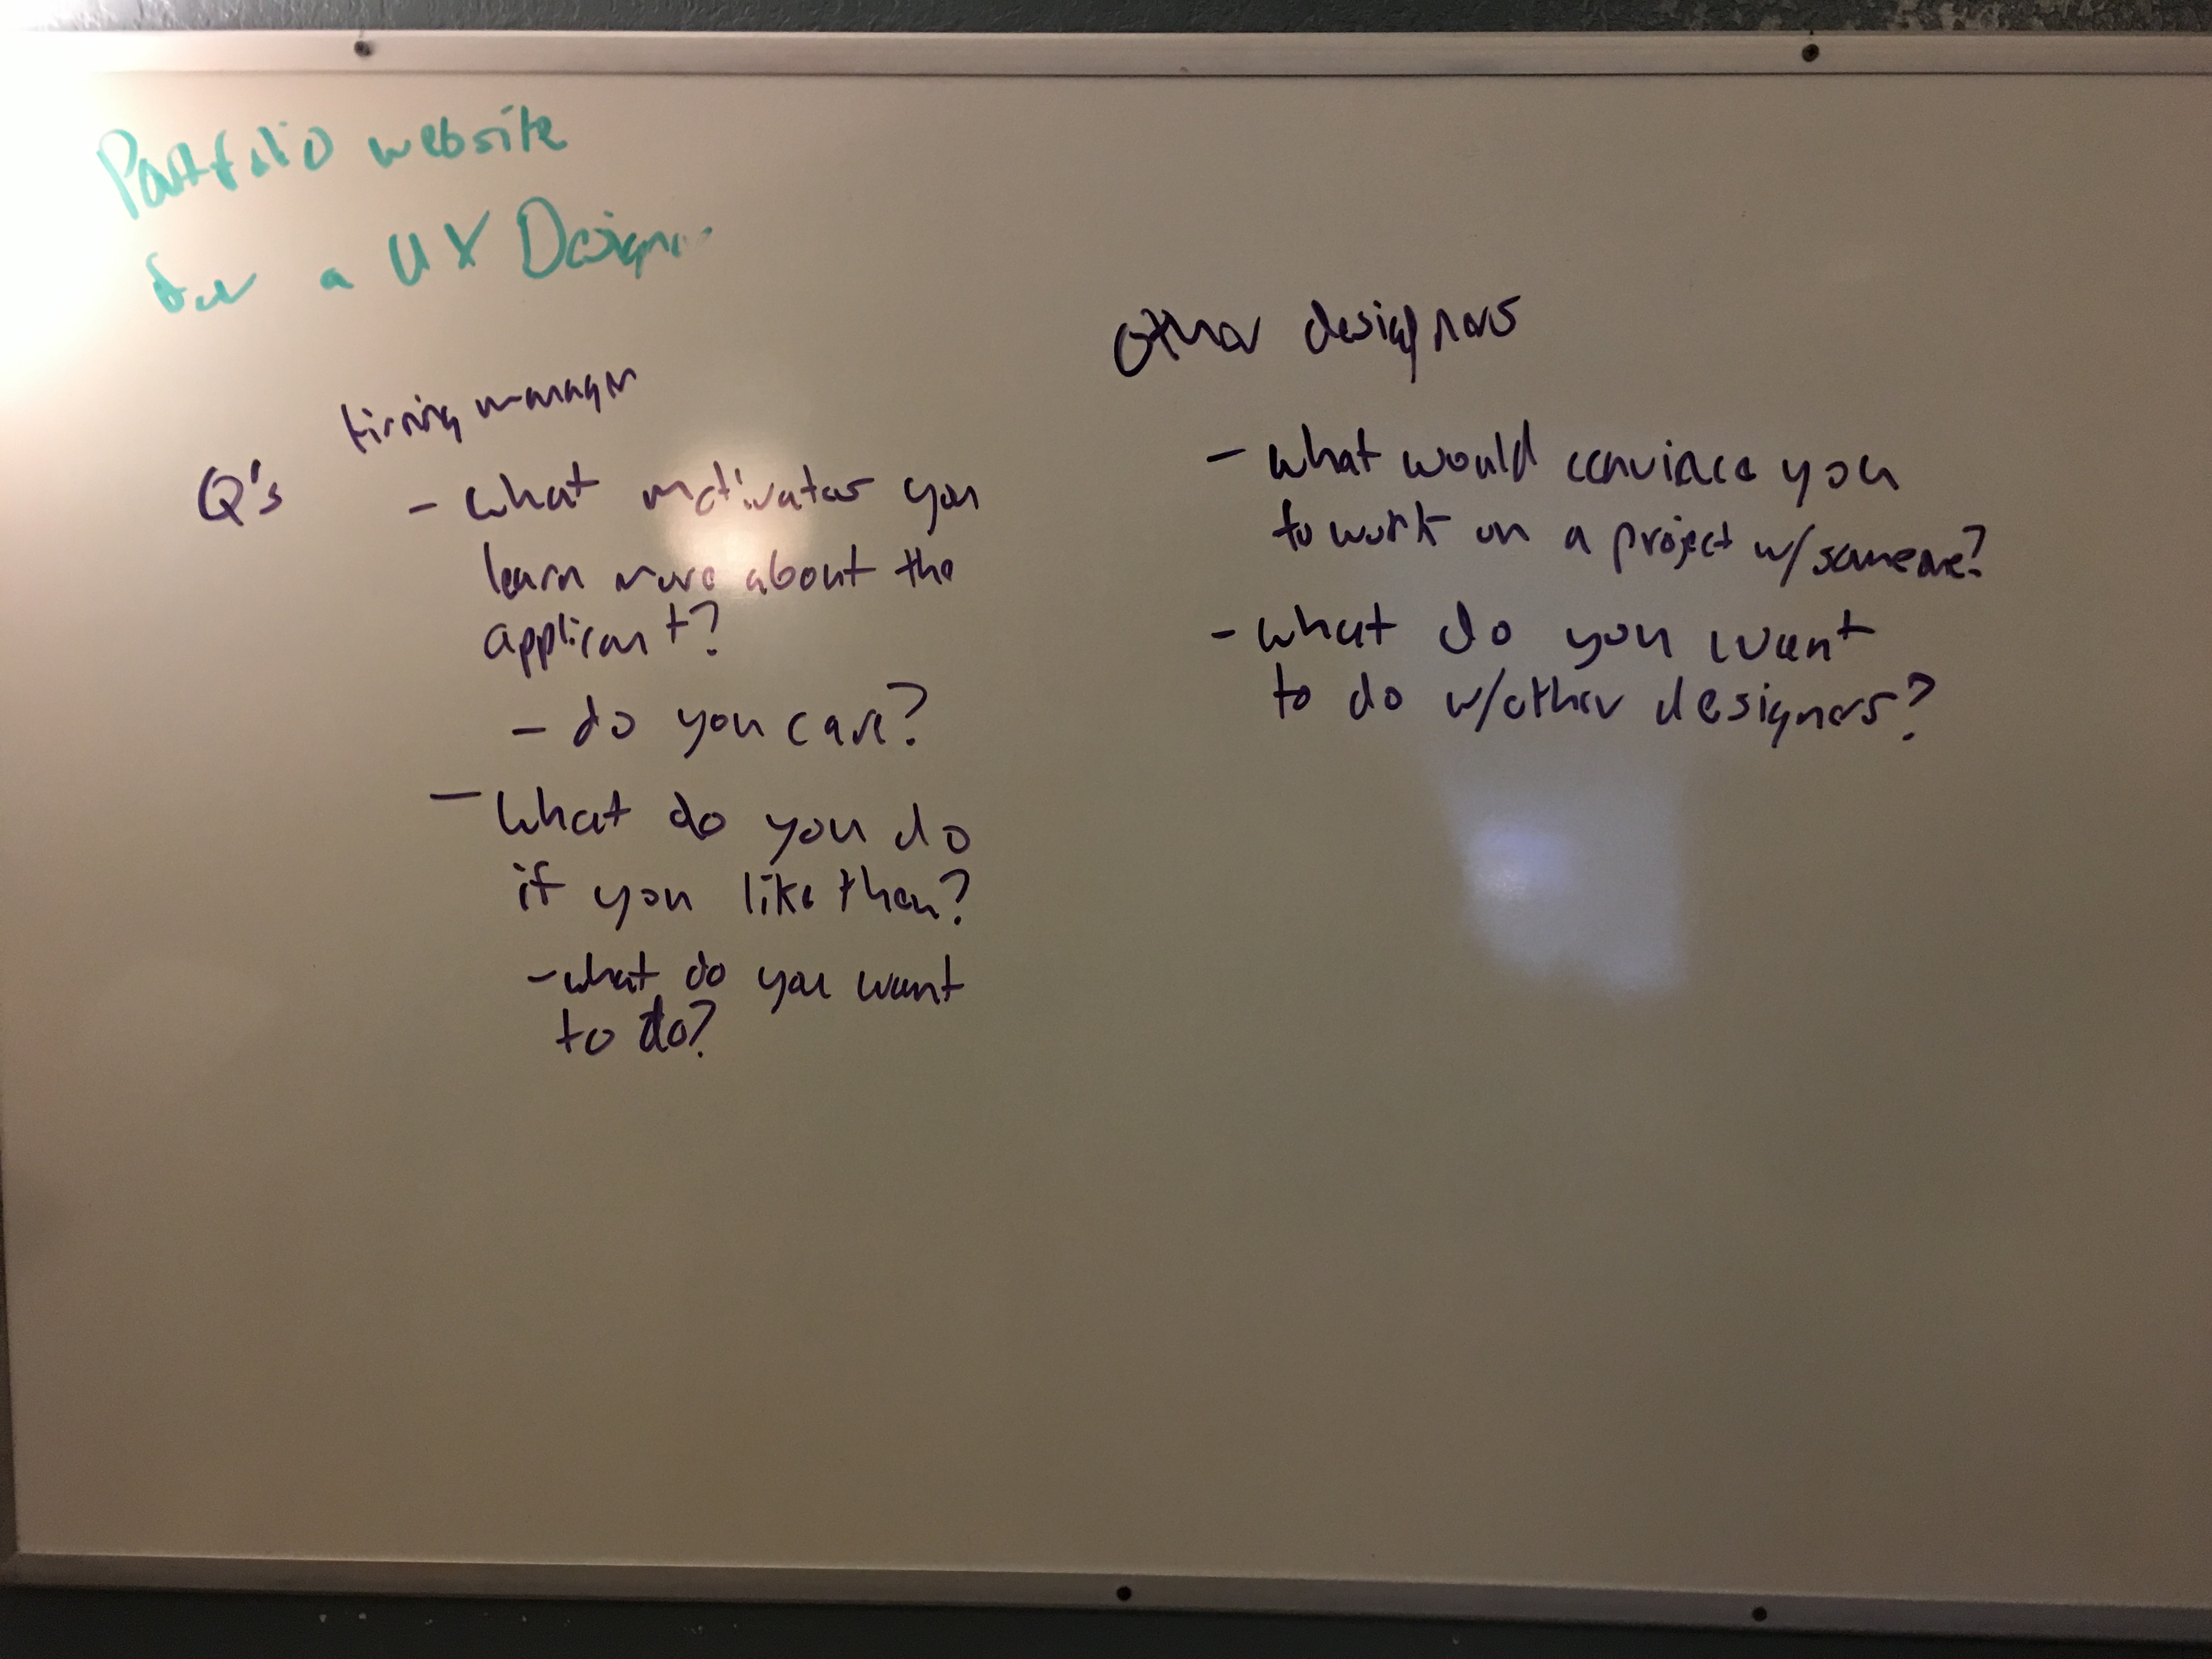 Portfolio website
for a UX Designer
Hiring manager
Q's
- what motivates you
learn more about the
applicant?
- do you care?
- What do you do
if you like them?
- what do you want
to do?
Other designers
- what would convince you
to work on a project w/someone?
- what do you want
to do w/other designers?